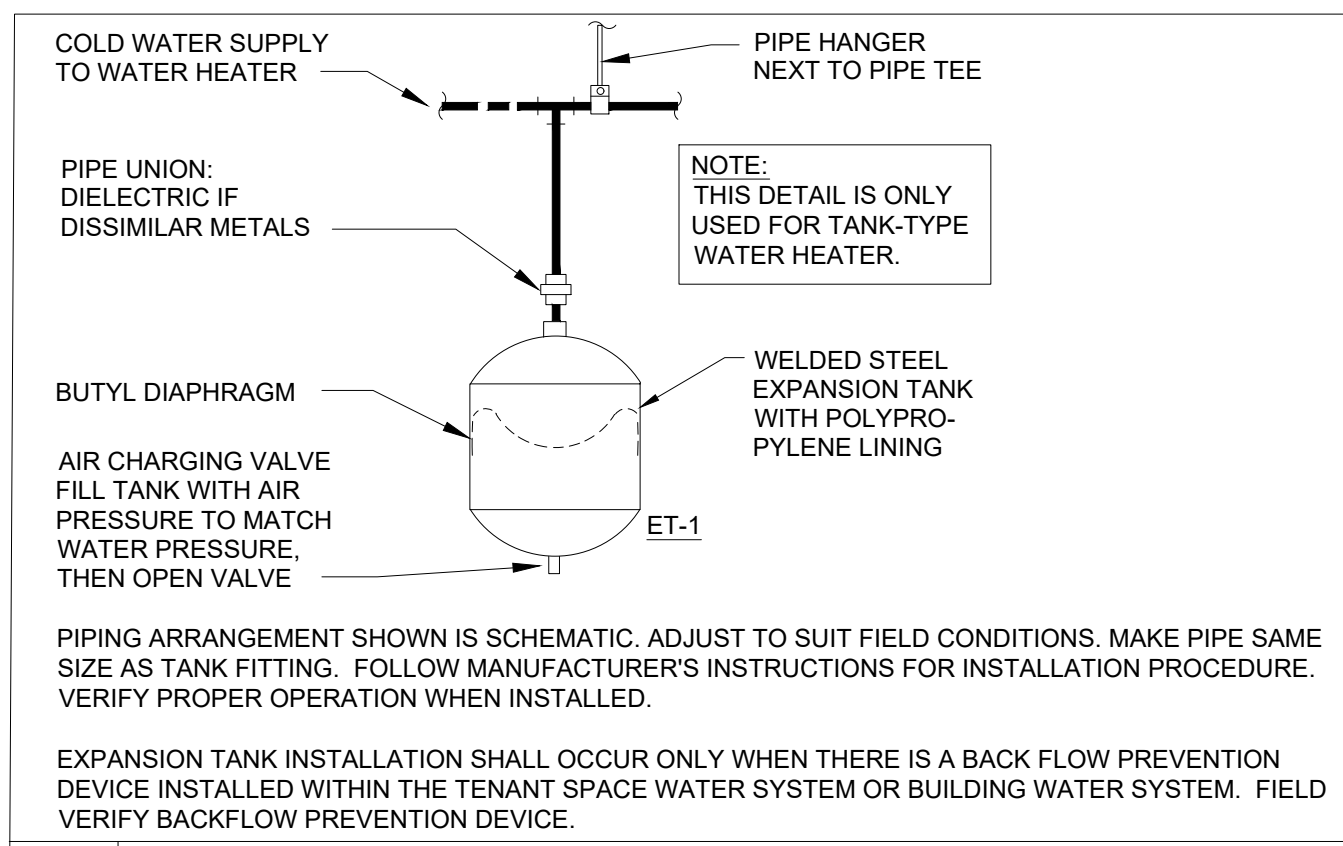 COLD WATER SUPPLY
TO WATER HEATER
PIPE HANGER
NEXT TO PIPE TEE
PIPE UNION:
DIELECTRIC IF
DISSIMILAR METALS
NOTE:
THIS DETAIL IS ONLY
USED FOR TANK-TYPE
WATER HEATER.
BUTYL DIAPHRAGM
WELDED STEEL
EXPANSION TANK
WITH POLYPRO-
PYLENE LINING
AIR CHARGING VALVE
FILL TANK WITH AIR
PRESSURE TO MATCH
WATER PRESSURE,
THEN OPEN VALVE
ET-1
PIPING ARRANGEMENT SHOWN IS SCHEMATIC. ADJUST TO SUIT FIELD CONDITIONS. MAKE PIPE SAME
SIZE AS TANK FITTING. FOLLOW MANUFACTURER'S INSTRUCTIONS FOR INSTALLATION PROCEDURE.
VERIFY PROPER OPERATION WHEN INSTALLED.
EXPANSION TANK INSTALLATION SHALL OCCUR ONLY WHEN THERE IS A BACK FLOW PREVENTION
DEVICE INSTALLED WITHIN THE TENANT SPACE WATER SYSTEM OR BUILDING WATER SYSTEM. FIELD
VERIFY BACKFLOW PREVENTION DEVICE.